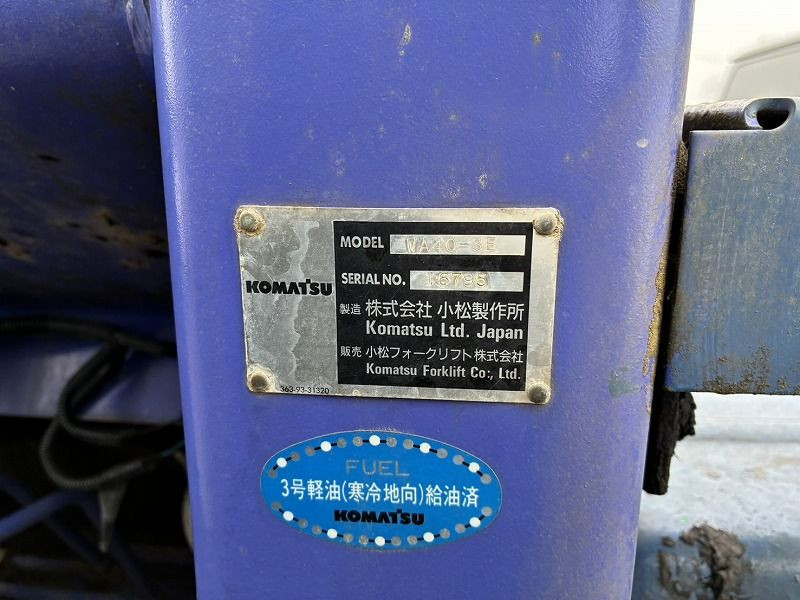 MODEL WA40-3E
SERIAL NO. 16795
KOMATSU
製造 株式会社 小松製作所
Komatsu Ltd. Japan
販売 小松フォークリフト株式会社
Komatsu Forklift Co., Ltd.
363-93-31320
FUEL
3号軽油(寒冷地向)給油済
KOMATSU